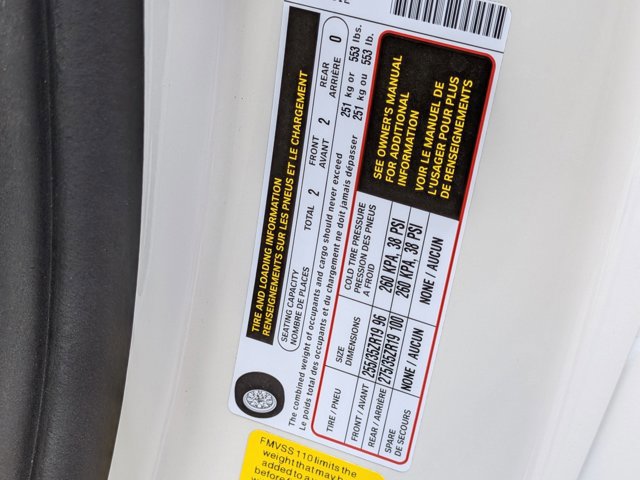 TIRE AND LOADING INFORMATION
RENSEIGNEMENTS SUR LES PNEUS ET LE CHARGEMENT
SEATING CAPACITY
NOMBRE DE PLACES
TOTAL 2
FRONT
AVANT 2
REAR
ARRIÈRE 0
The combined weight of occupants and cargo should never exceed 251 kg or 553 lbs.
Le poids total des occupants et du chargement ne doit jamais dépasser 251 kg ou 553 lb.
TIRE / PNEU
SIZE
DIMENSIONS
COLD TIRE PRESSURE
PRESSION DES PNEUS
A FROID
FRONT / AVANT 255/35ZR19 96 260 KPA, 38 PSI
REAR / ARRIÈRE 275/35ZR19 100 260 KPA, 38 PSI
SPARE
DE SECOURS
NONE / AUCUN NONE / AUCUN
SEE OWNER'S MANUAL
FOR ADDITIONAL
INFORMATION
VOIR LE MANUEL DE
L'USAGER POUR PLUS
DE RENSEIGNEMENTS
FMVSS 110 limits the
weight that may b
added to a
before